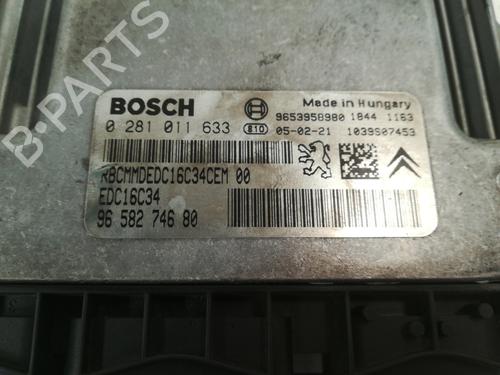 B-PARTS
BOSCH
Made in Hungary
9653958980 1844 1163
0 281 011 633 810 05-02-21 1039S07453
RBCMMDEDC16C34CEM 00
EDC16C34
96 582 746 80